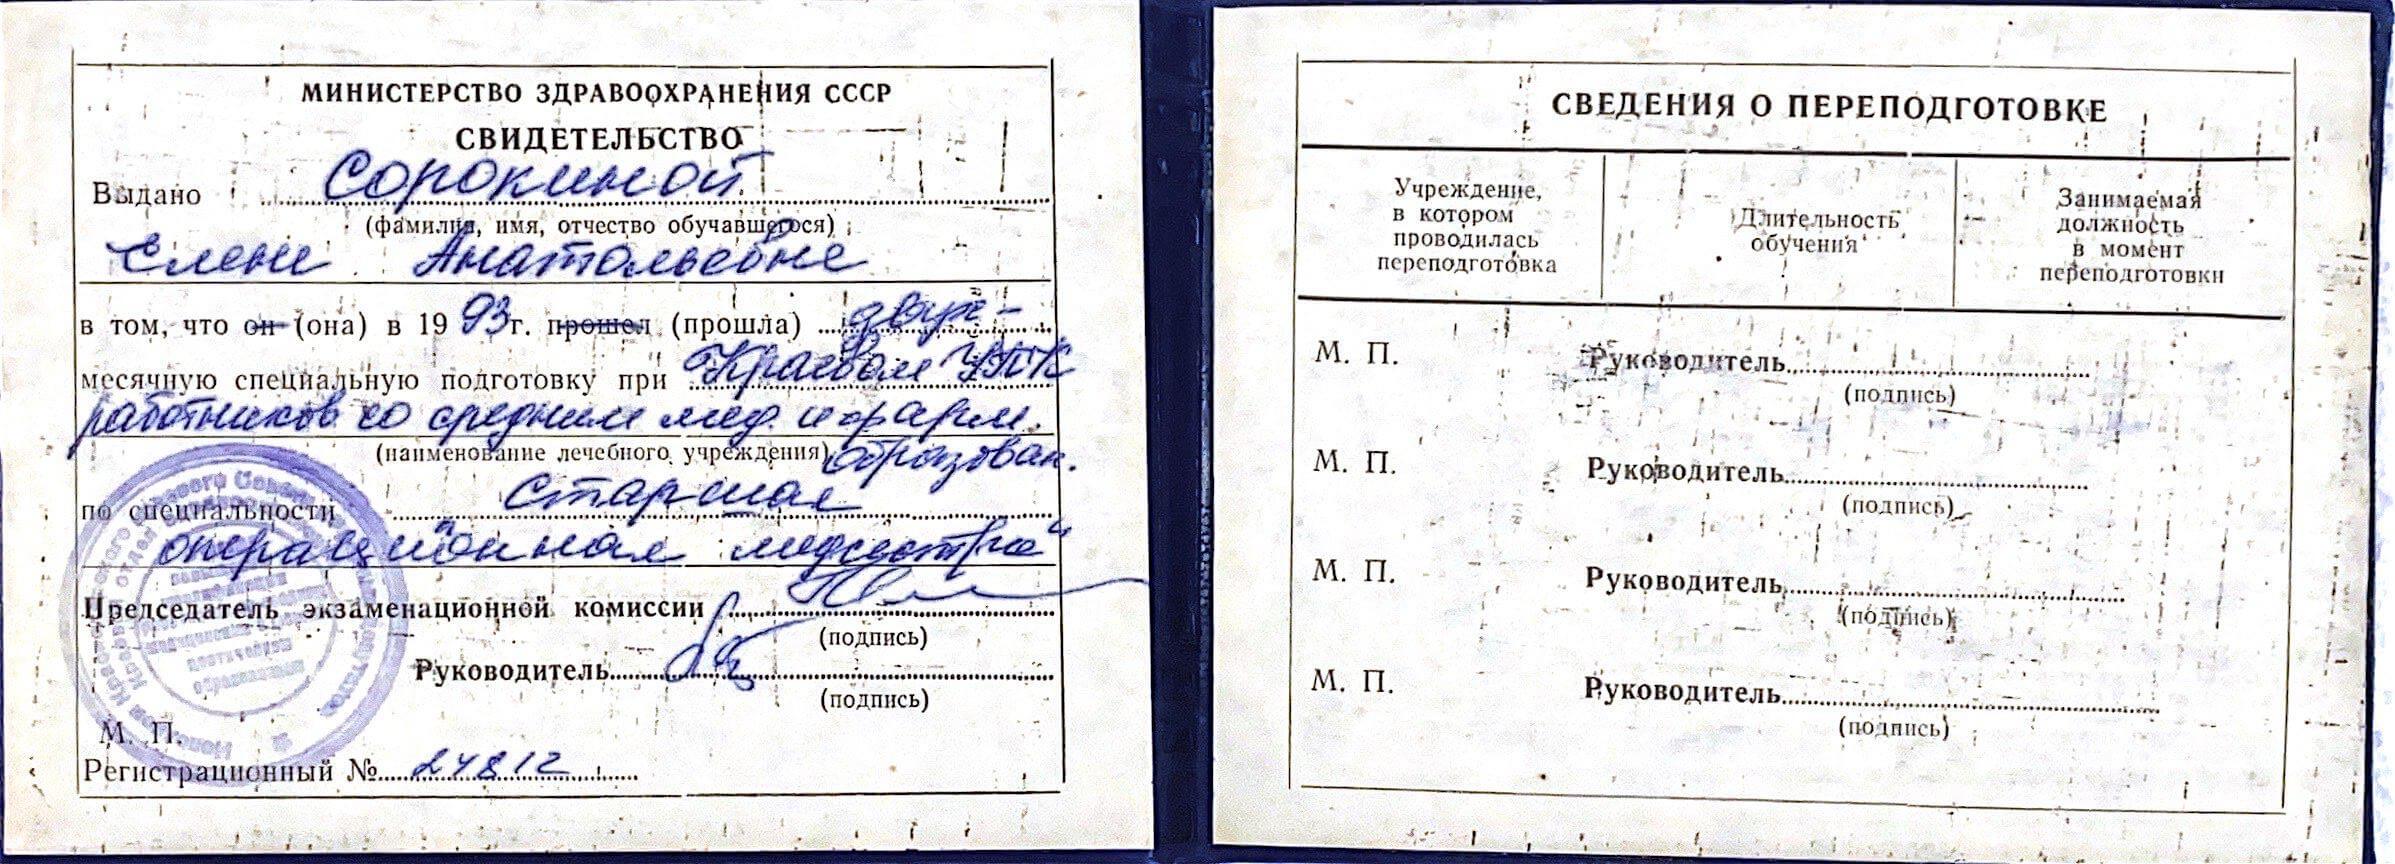 МИНИСТЕРСТВО ЗДРАВООХРАНЕНИЯ СССР
СВИДЕТЕЛЬСТВО
Выдано Сорокиной
(фамилия, имя, отчество обучавшегося)
Елене Анатольевне
в том, что он (она) в 1993г. прошел (прошла) двух-
месячную специальную подготовку при Краевом УПК
работников со средним мед. и фарм.
(наименование лечебного учреждения) образован.
по специальности "Старшая
операционная медсестра"
Председатель экзаменационной комиссии
(подпись)
Руководитель
(подпись)
М. П.
Регистрационный № 24812
СВЕДЕНИЯ О ПЕРЕПОДГОТОВКЕ
Учреждение,
в котором
проводилась
переподготовка
Длительность
обучения
Занимаемая
должность
в момент
переподготовки
М. П. Руководитель
(подпись)
М. П. Руководитель
(подпись)
М. П. Руководитель
(подпись)
М. П. Руководитель
(подпись)